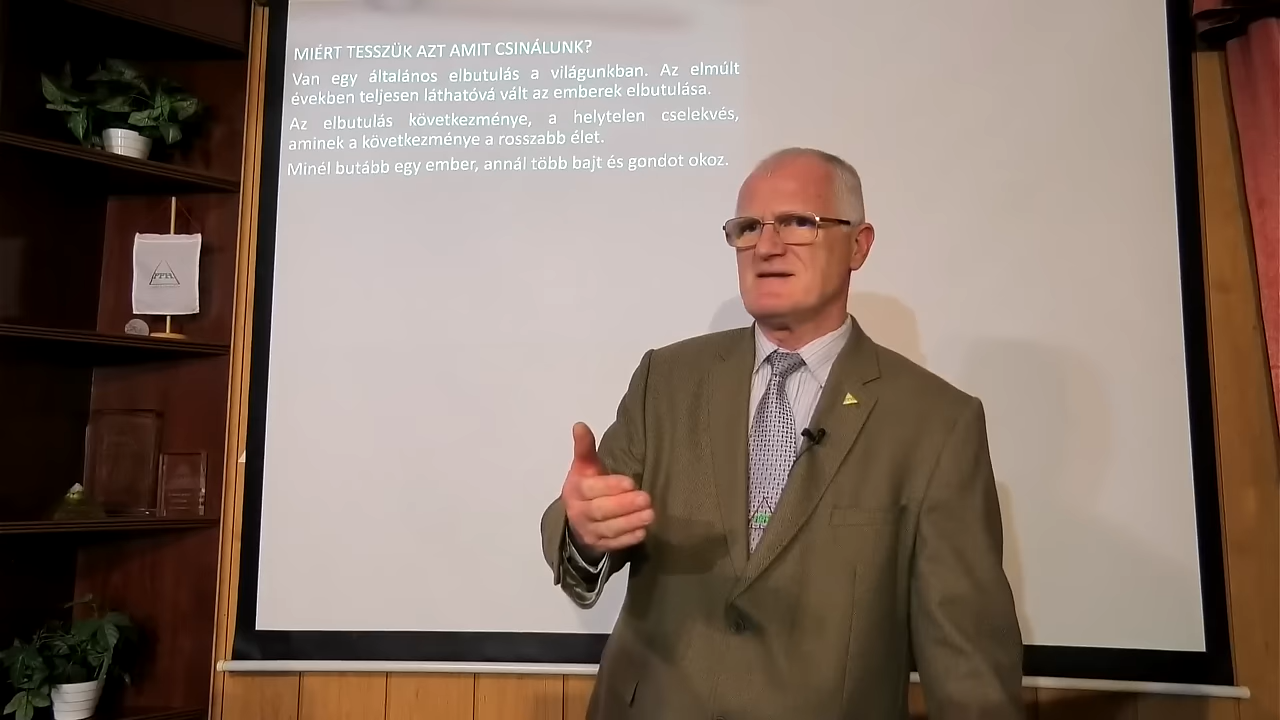 MIÉRT TESSZÜK AZT AMIT CSINÁLUNK?
Van egy általános elbutulás a világunkban. Az elmúlt
években teljesen láthatóvá vált az emberek elbutulása.
Az elbutulás következménye, a helytelen cselekvés,
aminek a következménye a rosszabb élet.
Minél butább egy ember, annál több bajt és gondot okoz.